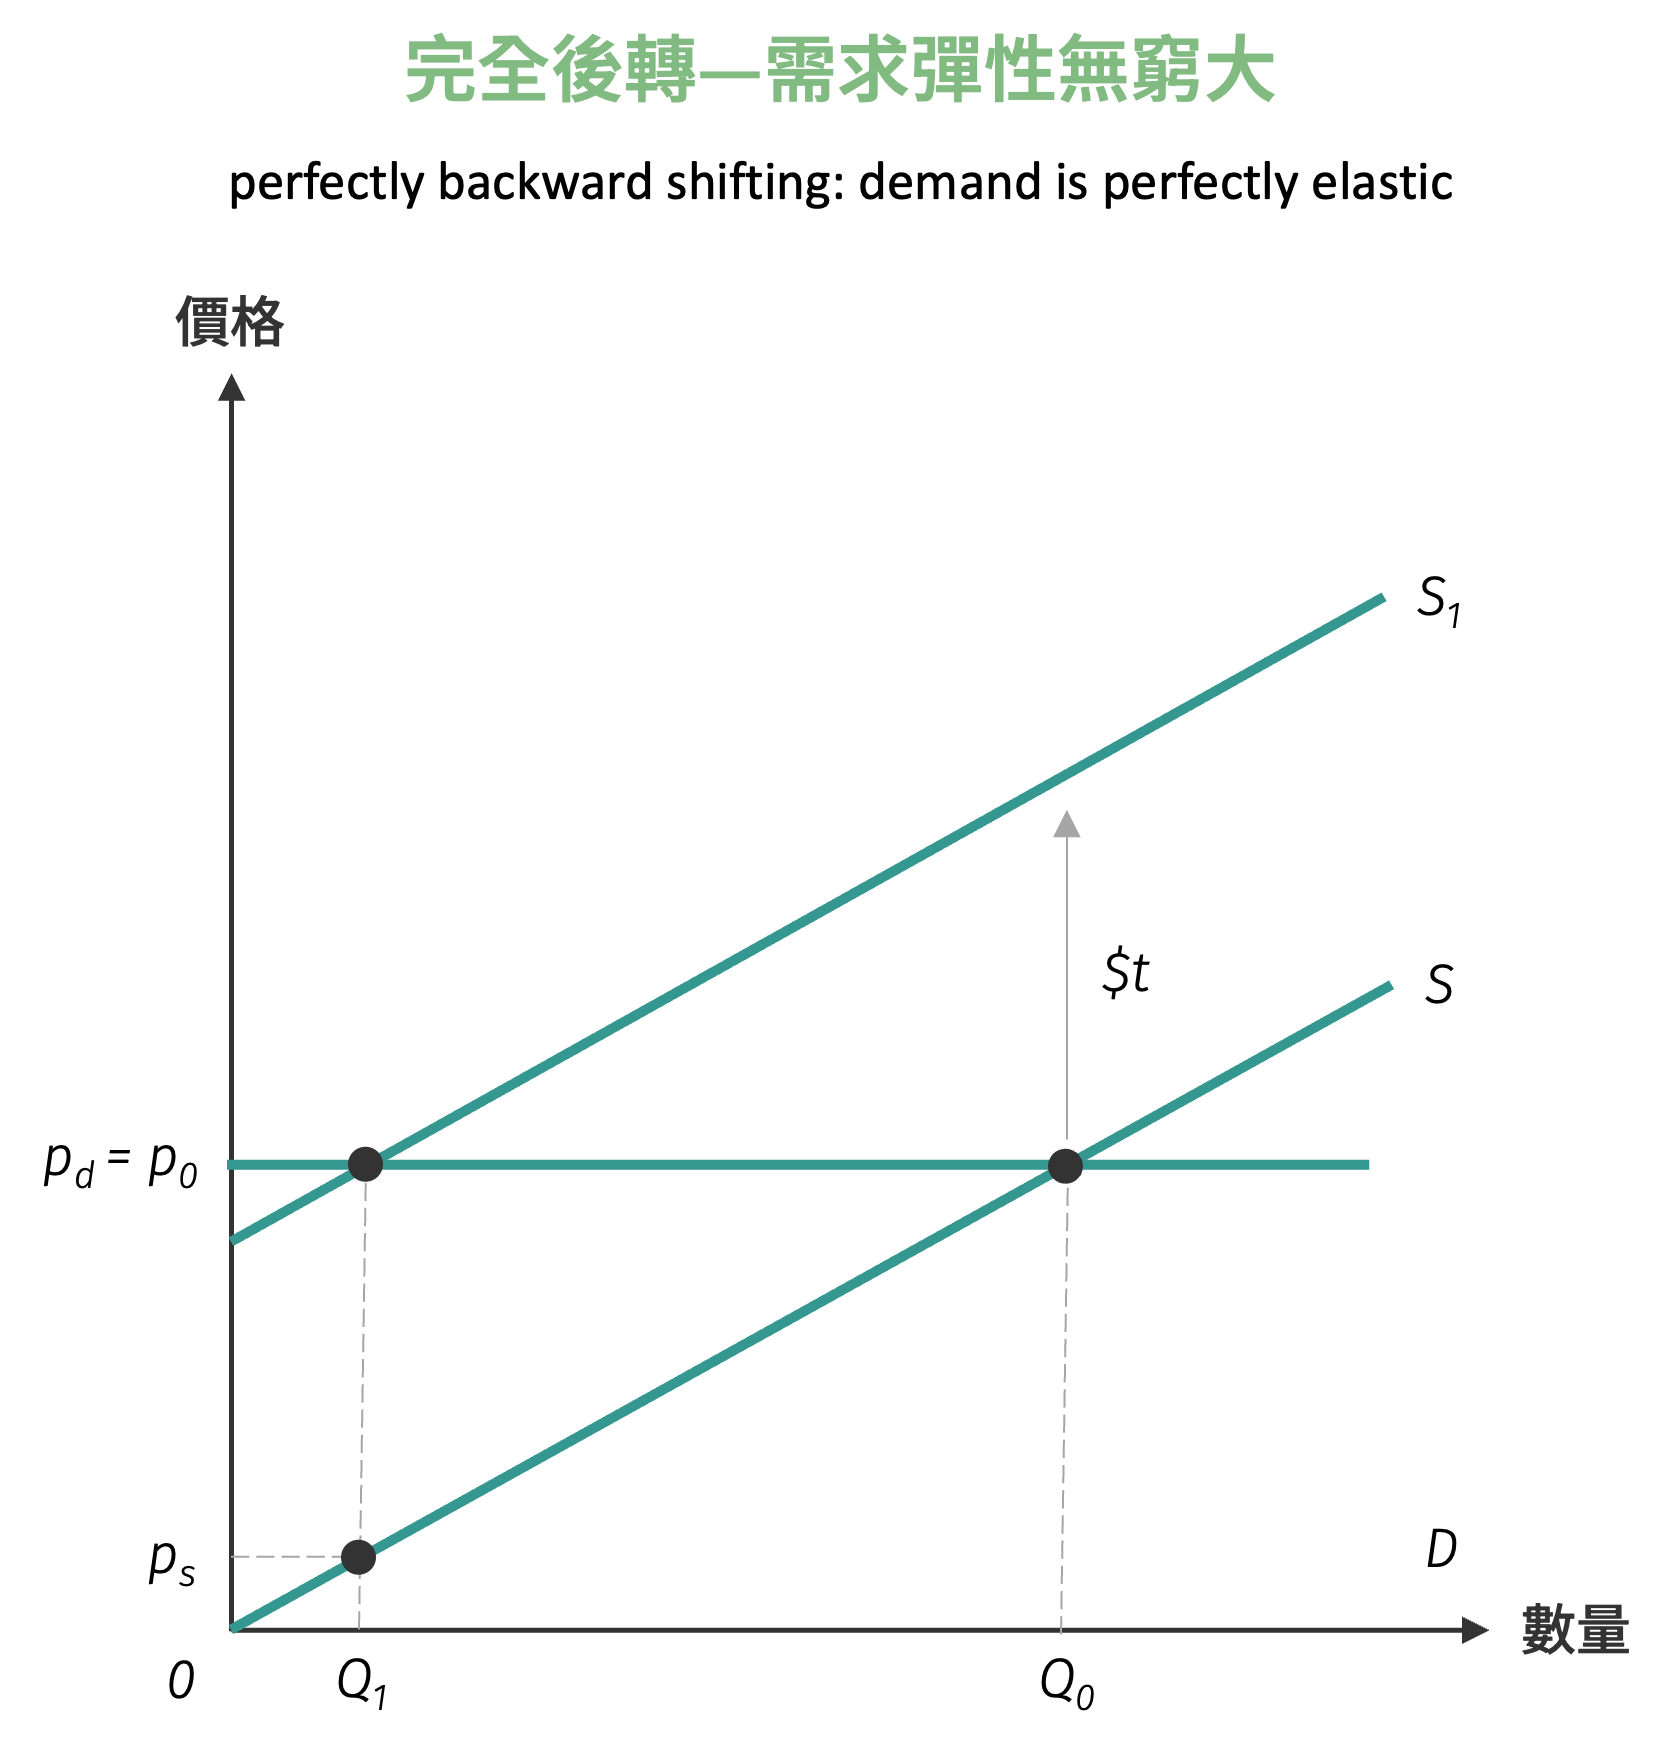 完全後轉—需求彈性無窮大
perfectly backward shifting: demand is perfectly elastic
價格
S1
$t
S
pd = p0
ps
D
數量
0
Q1
Q0